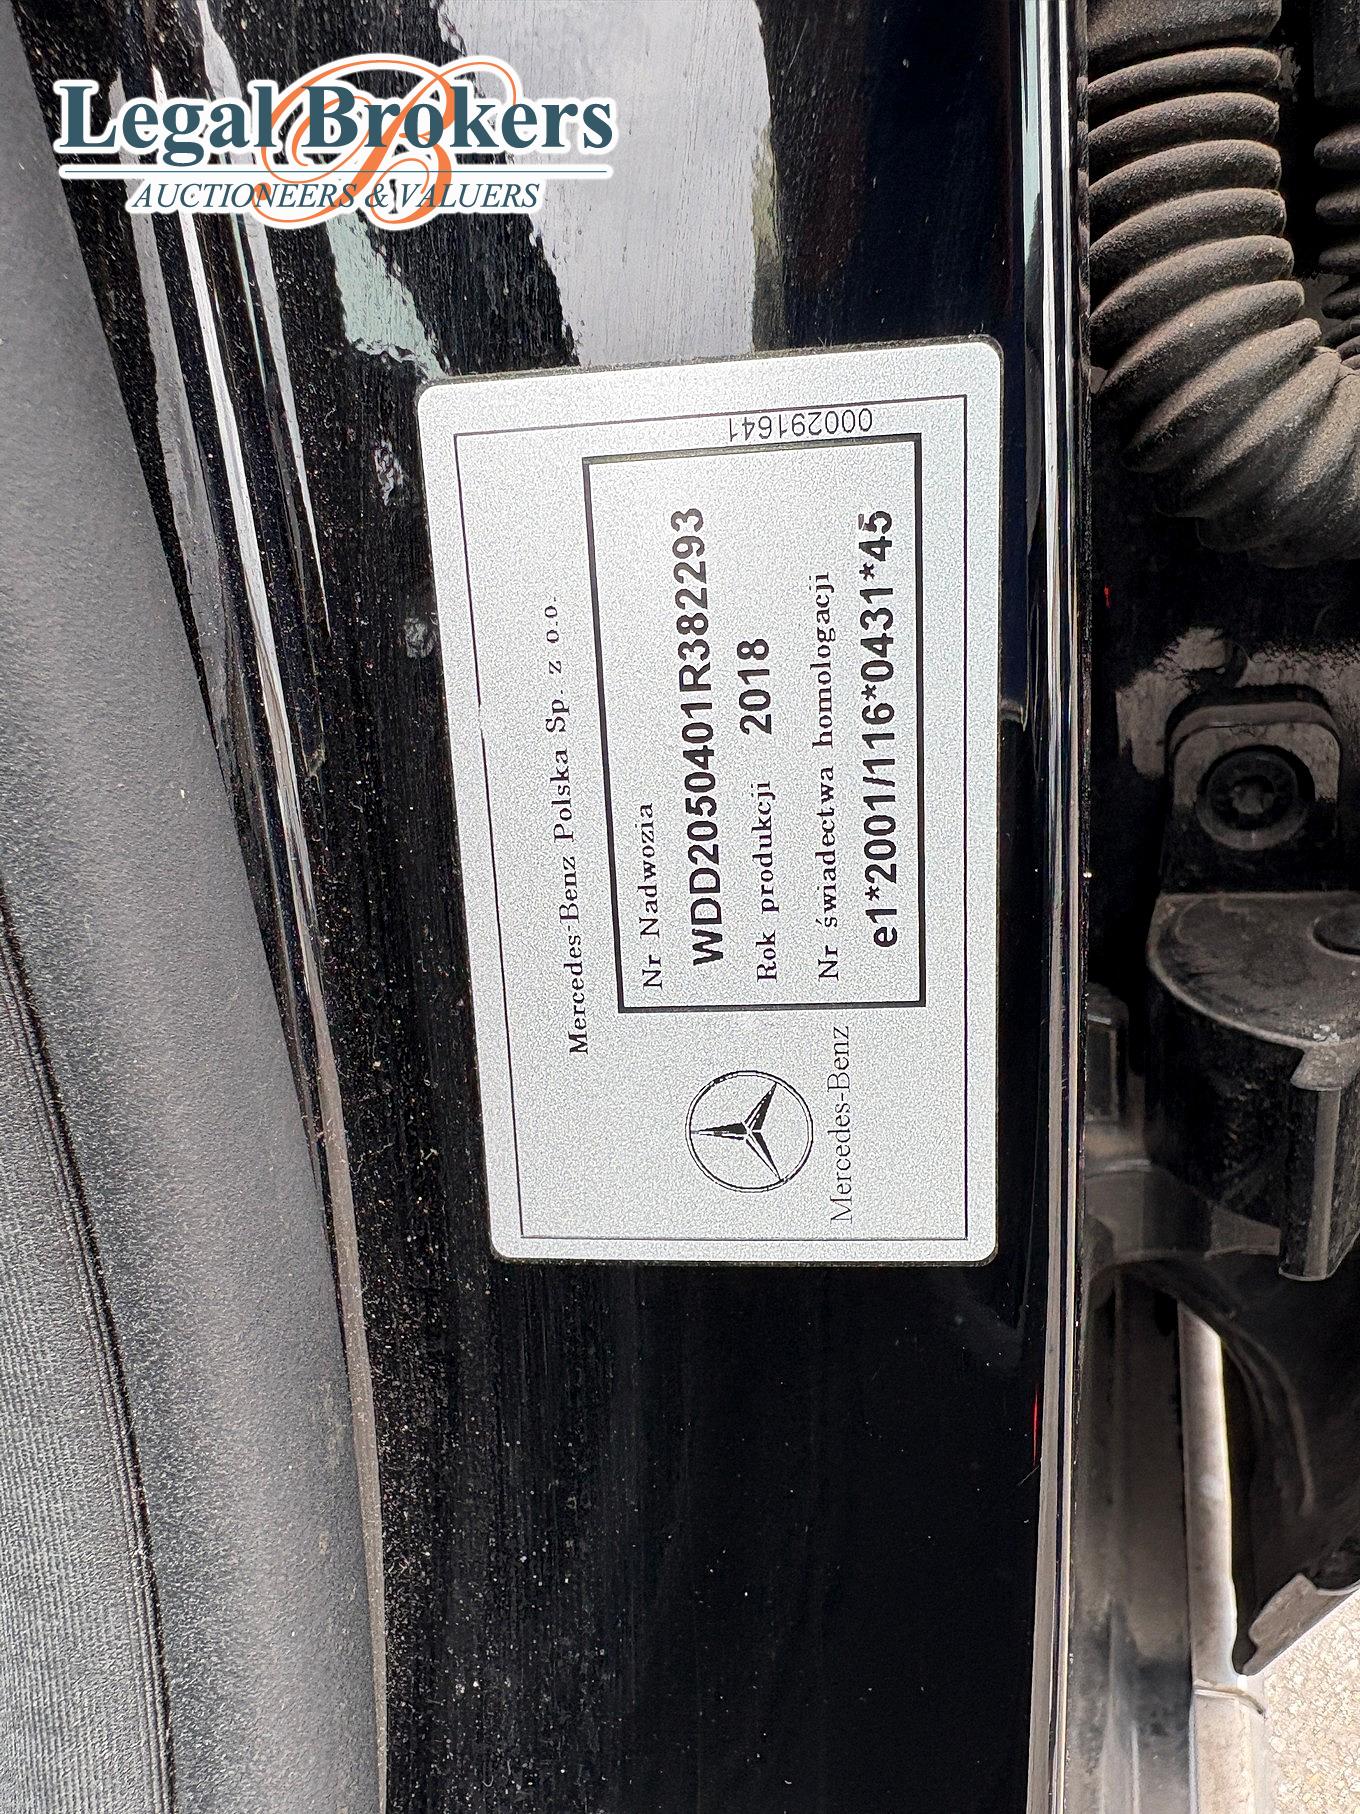 Legal Brokers
AUCTIONEERS & VALUERS
Mercedes-Benz Polska Sp. z o.o.
000291641
Nr Nadwozia
WDD2050401R382293
Rok produkcji 2018
Nr świadectwa homologacji
e1*2001/116*0431*45
Mercedes-Benz